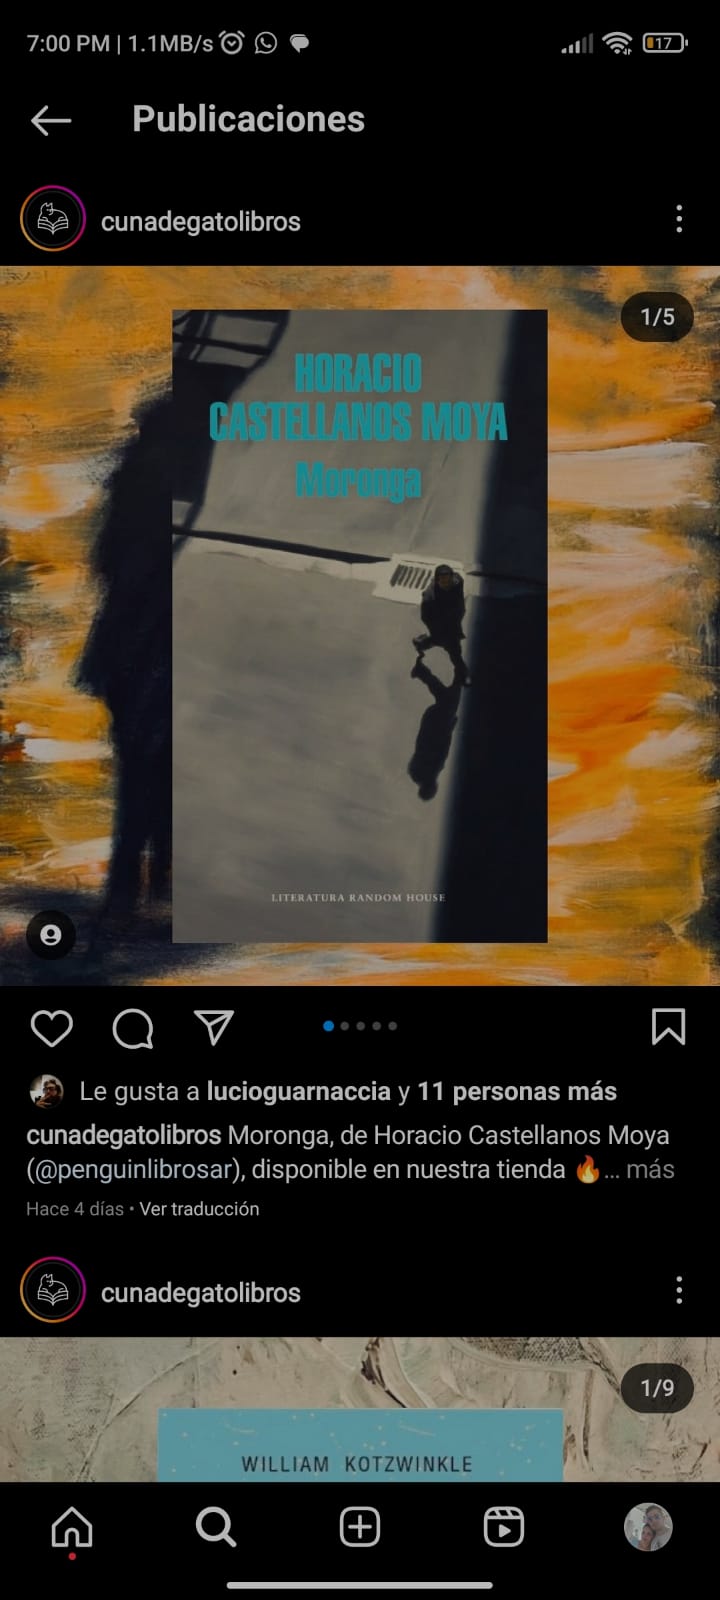 7:00 PM | 1.1MB/s
17
Publicaciones
cunadegatolibros
1/5
HORACIO
CASTELLANOS MOYA
Moronga
LITERATURA RANDOM HOUSE
Le gusta a lucioguarnaccia y 11 personas más
cunadegatolibros Moronga, de Horacio Castellanos Moya
(@penguinlibrosar), disponible en nuestra tienda 🔥... más
Hace 4 días • Ver traducción
cunadegatolibros
1/9
WILLIAM KOTZWINKLE